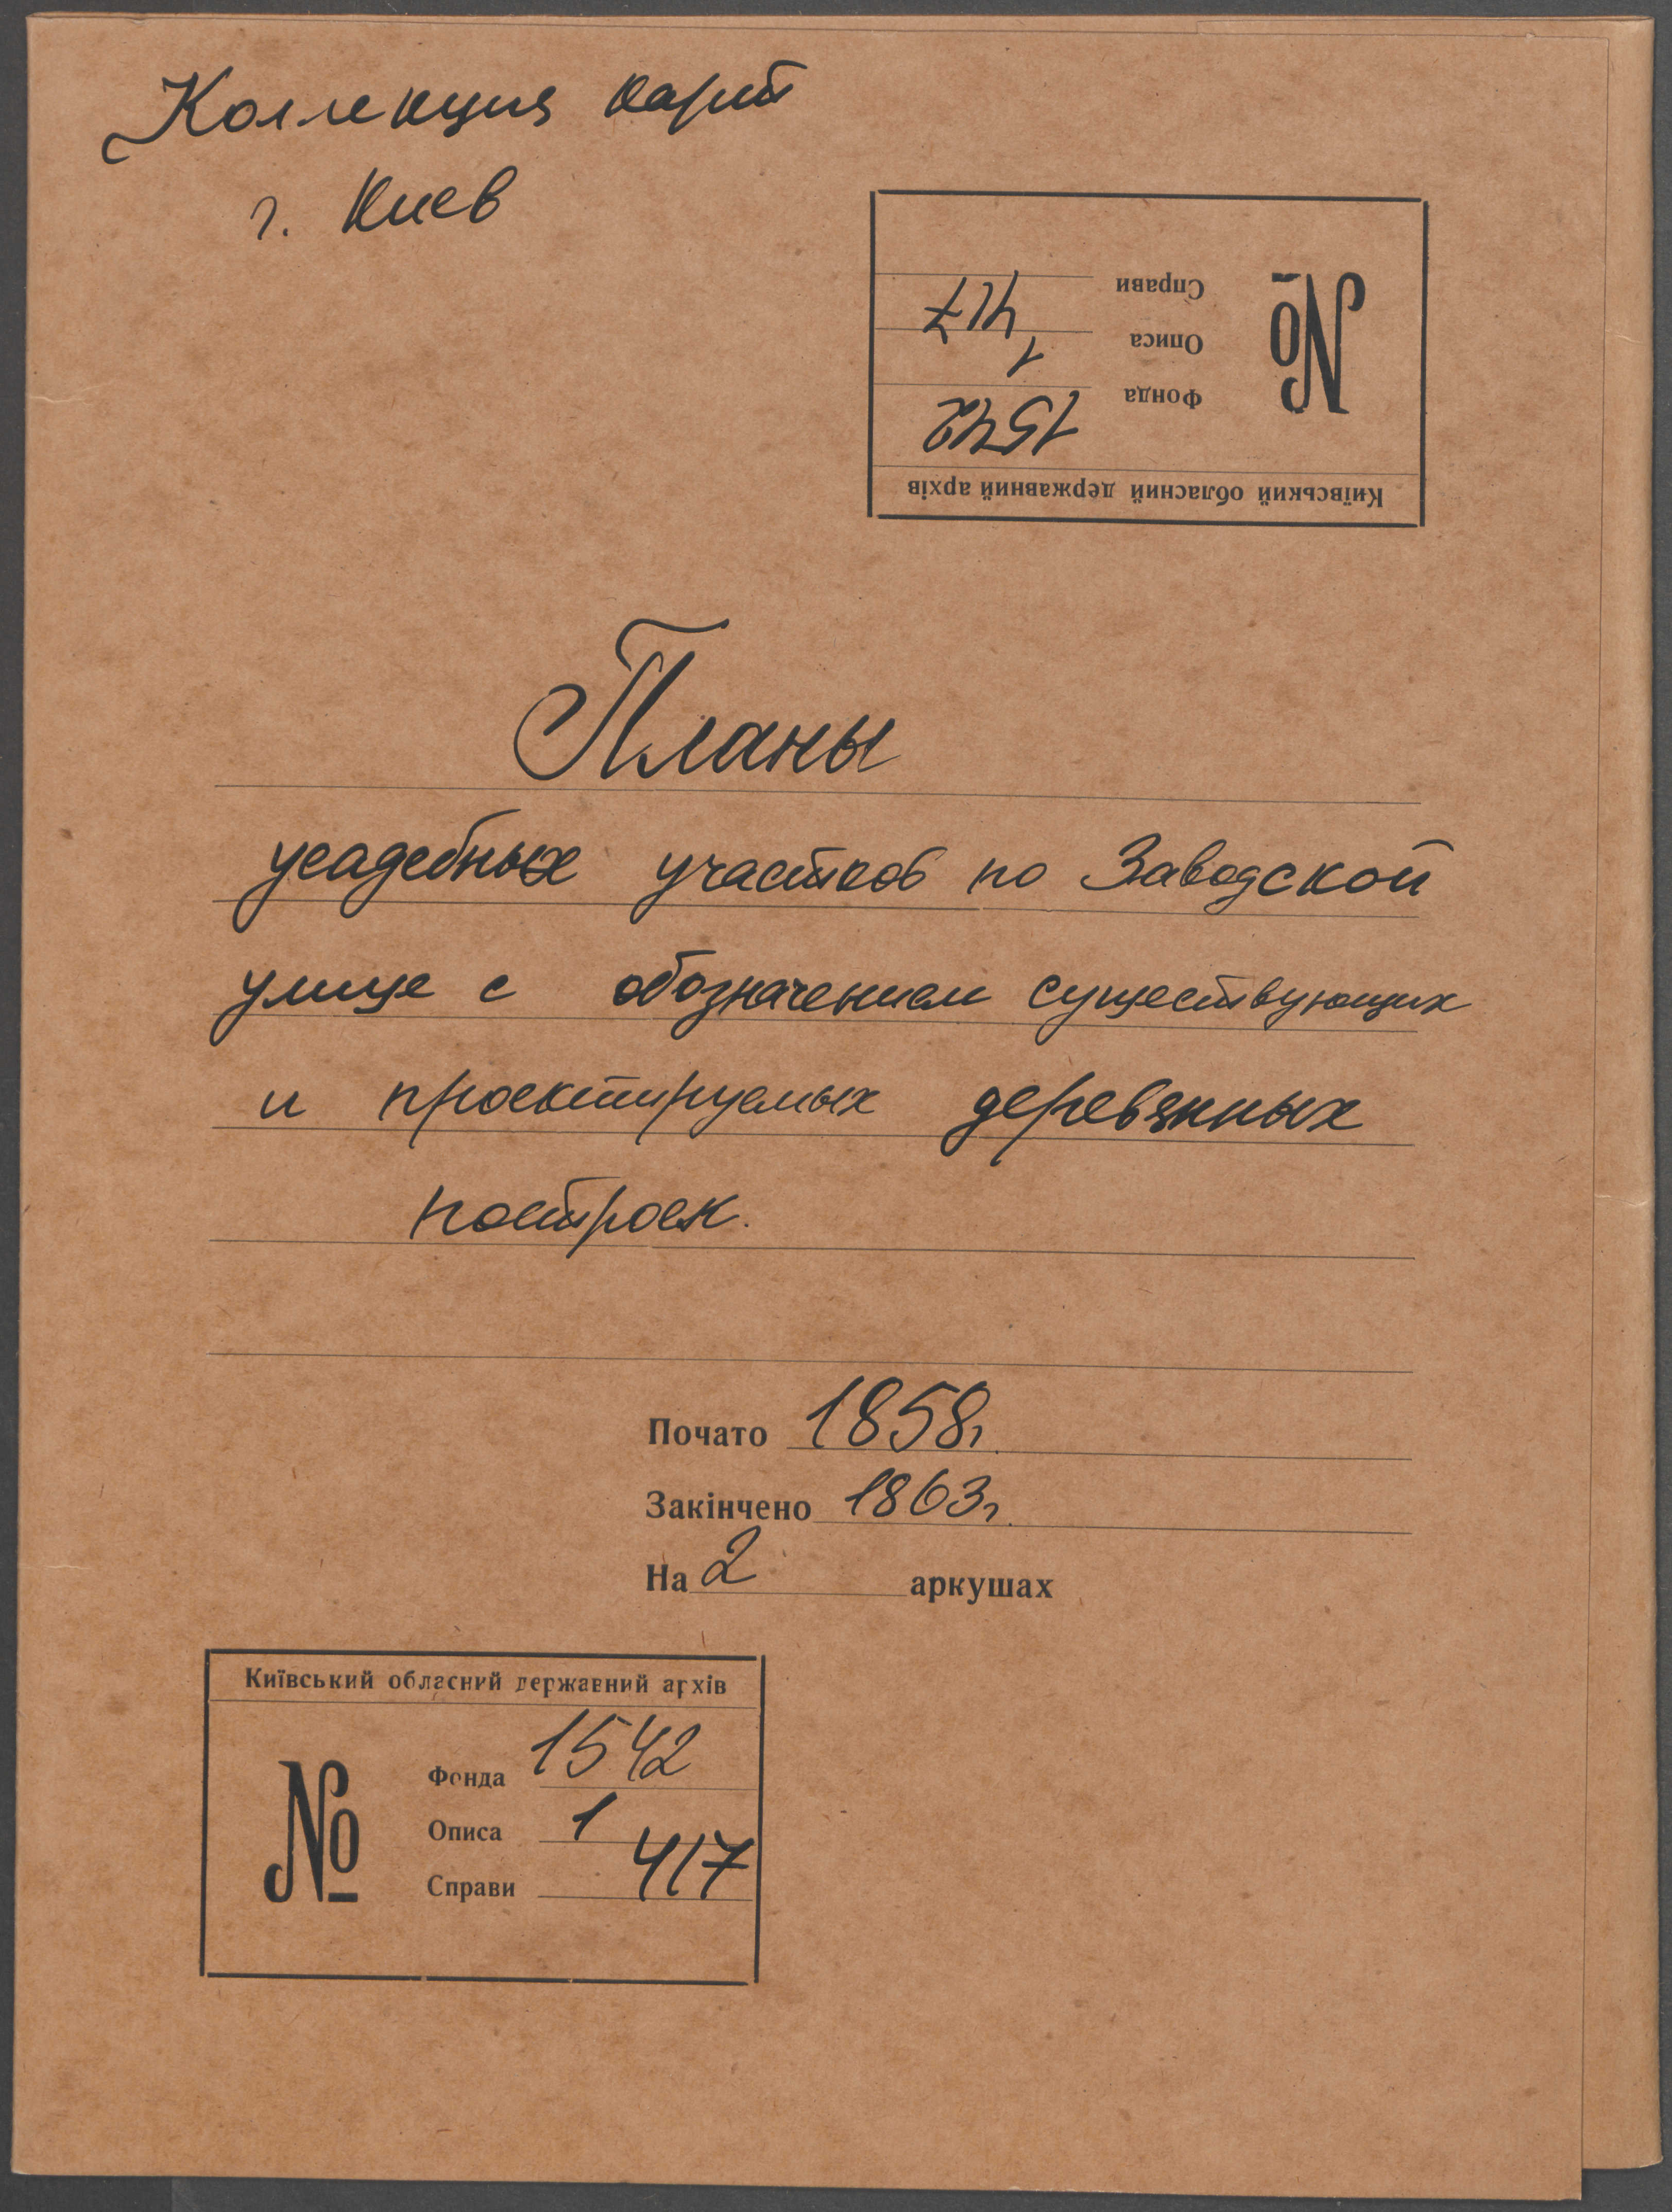 Коллекция карт
г. Киев
Київський обласний державний архів
№
Фонда 1542
Описа 1
Справи 417
Планы
усадебных участков по Заводской
улице с обозначением существующих
и проектируемых деревянных
построек.
Почато 1858г.
Закінчено 1863г.
На 2 аркушах
Київський обласний державний архів
№
Фонда 1542
Описа 1
Справи 417